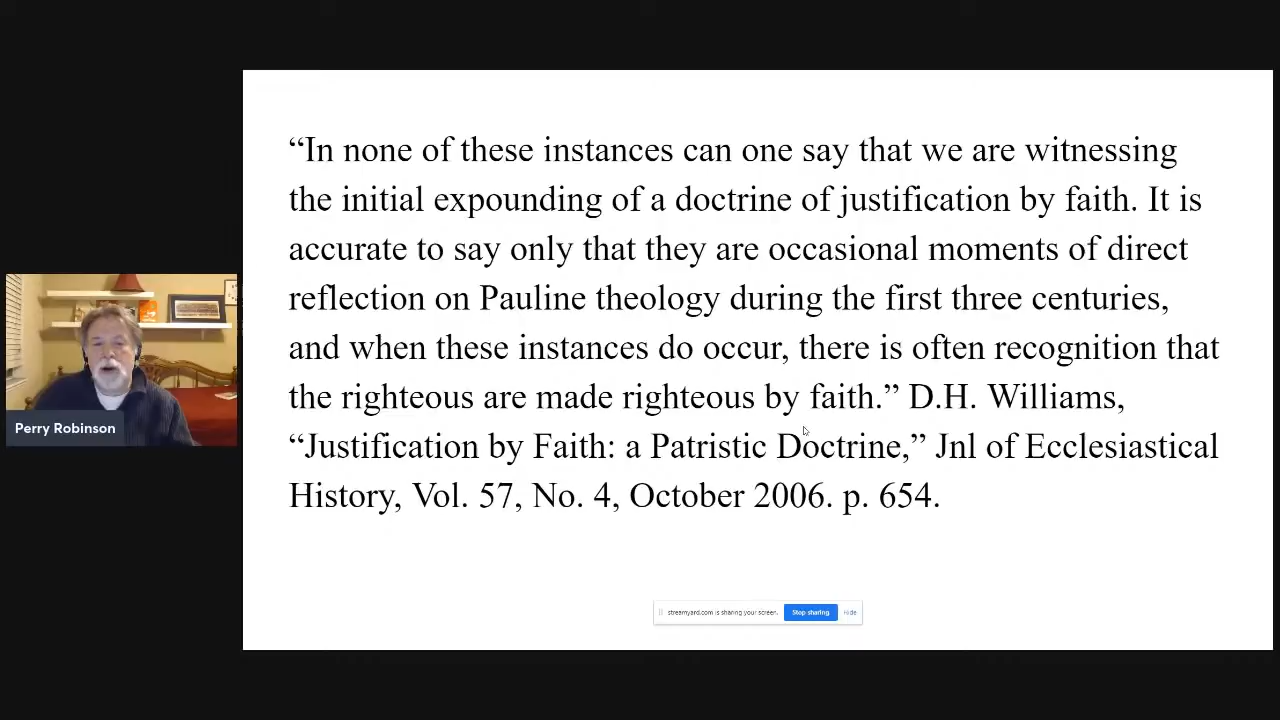 “In none of these instances can one say that we are witnessing
the initial expounding of a doctrine of justification by faith. It is
accurate to say only that they are occasional moments of direct
reflection on Pauline theology during the first three centuries,
and when these instances do occur, there is often recognition that
the righteous are made righteous by faith.” D.H. Williams,
“Justification by Faith: a Patristic Doctrine,” Jnl of Ecclesiastical
History, Vol. 57, No. 4, October 2006. p. 654.
Perry Robinson
streamyard.com is sharing your screen. Stop sharing Hide